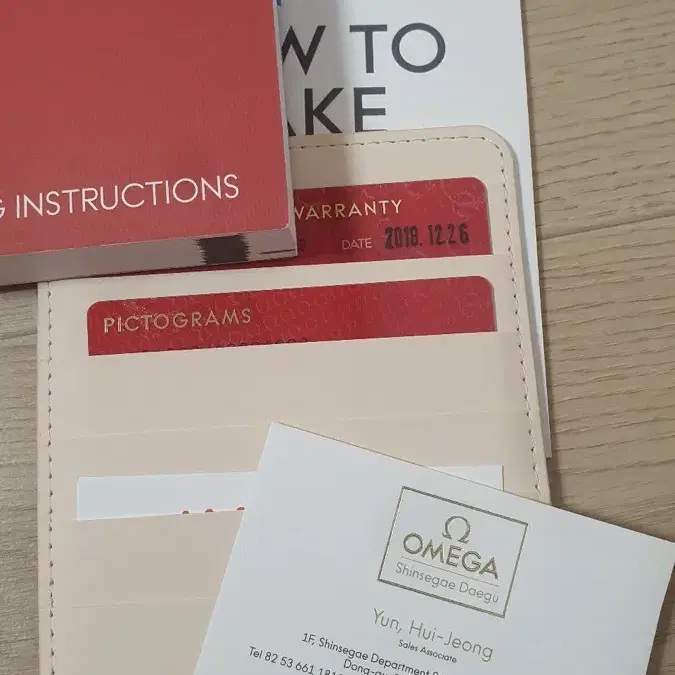 W TO
AKE
G INSTRUCTIONS
WARRANTY
DATE 2018.12.26
PICTOGRAMS
Ω
OMEGA
Shinsegae Daegu
Yun, Hui-Jeong
Sales Associate
1F, Shinsegae Department
Tel 82 53 661